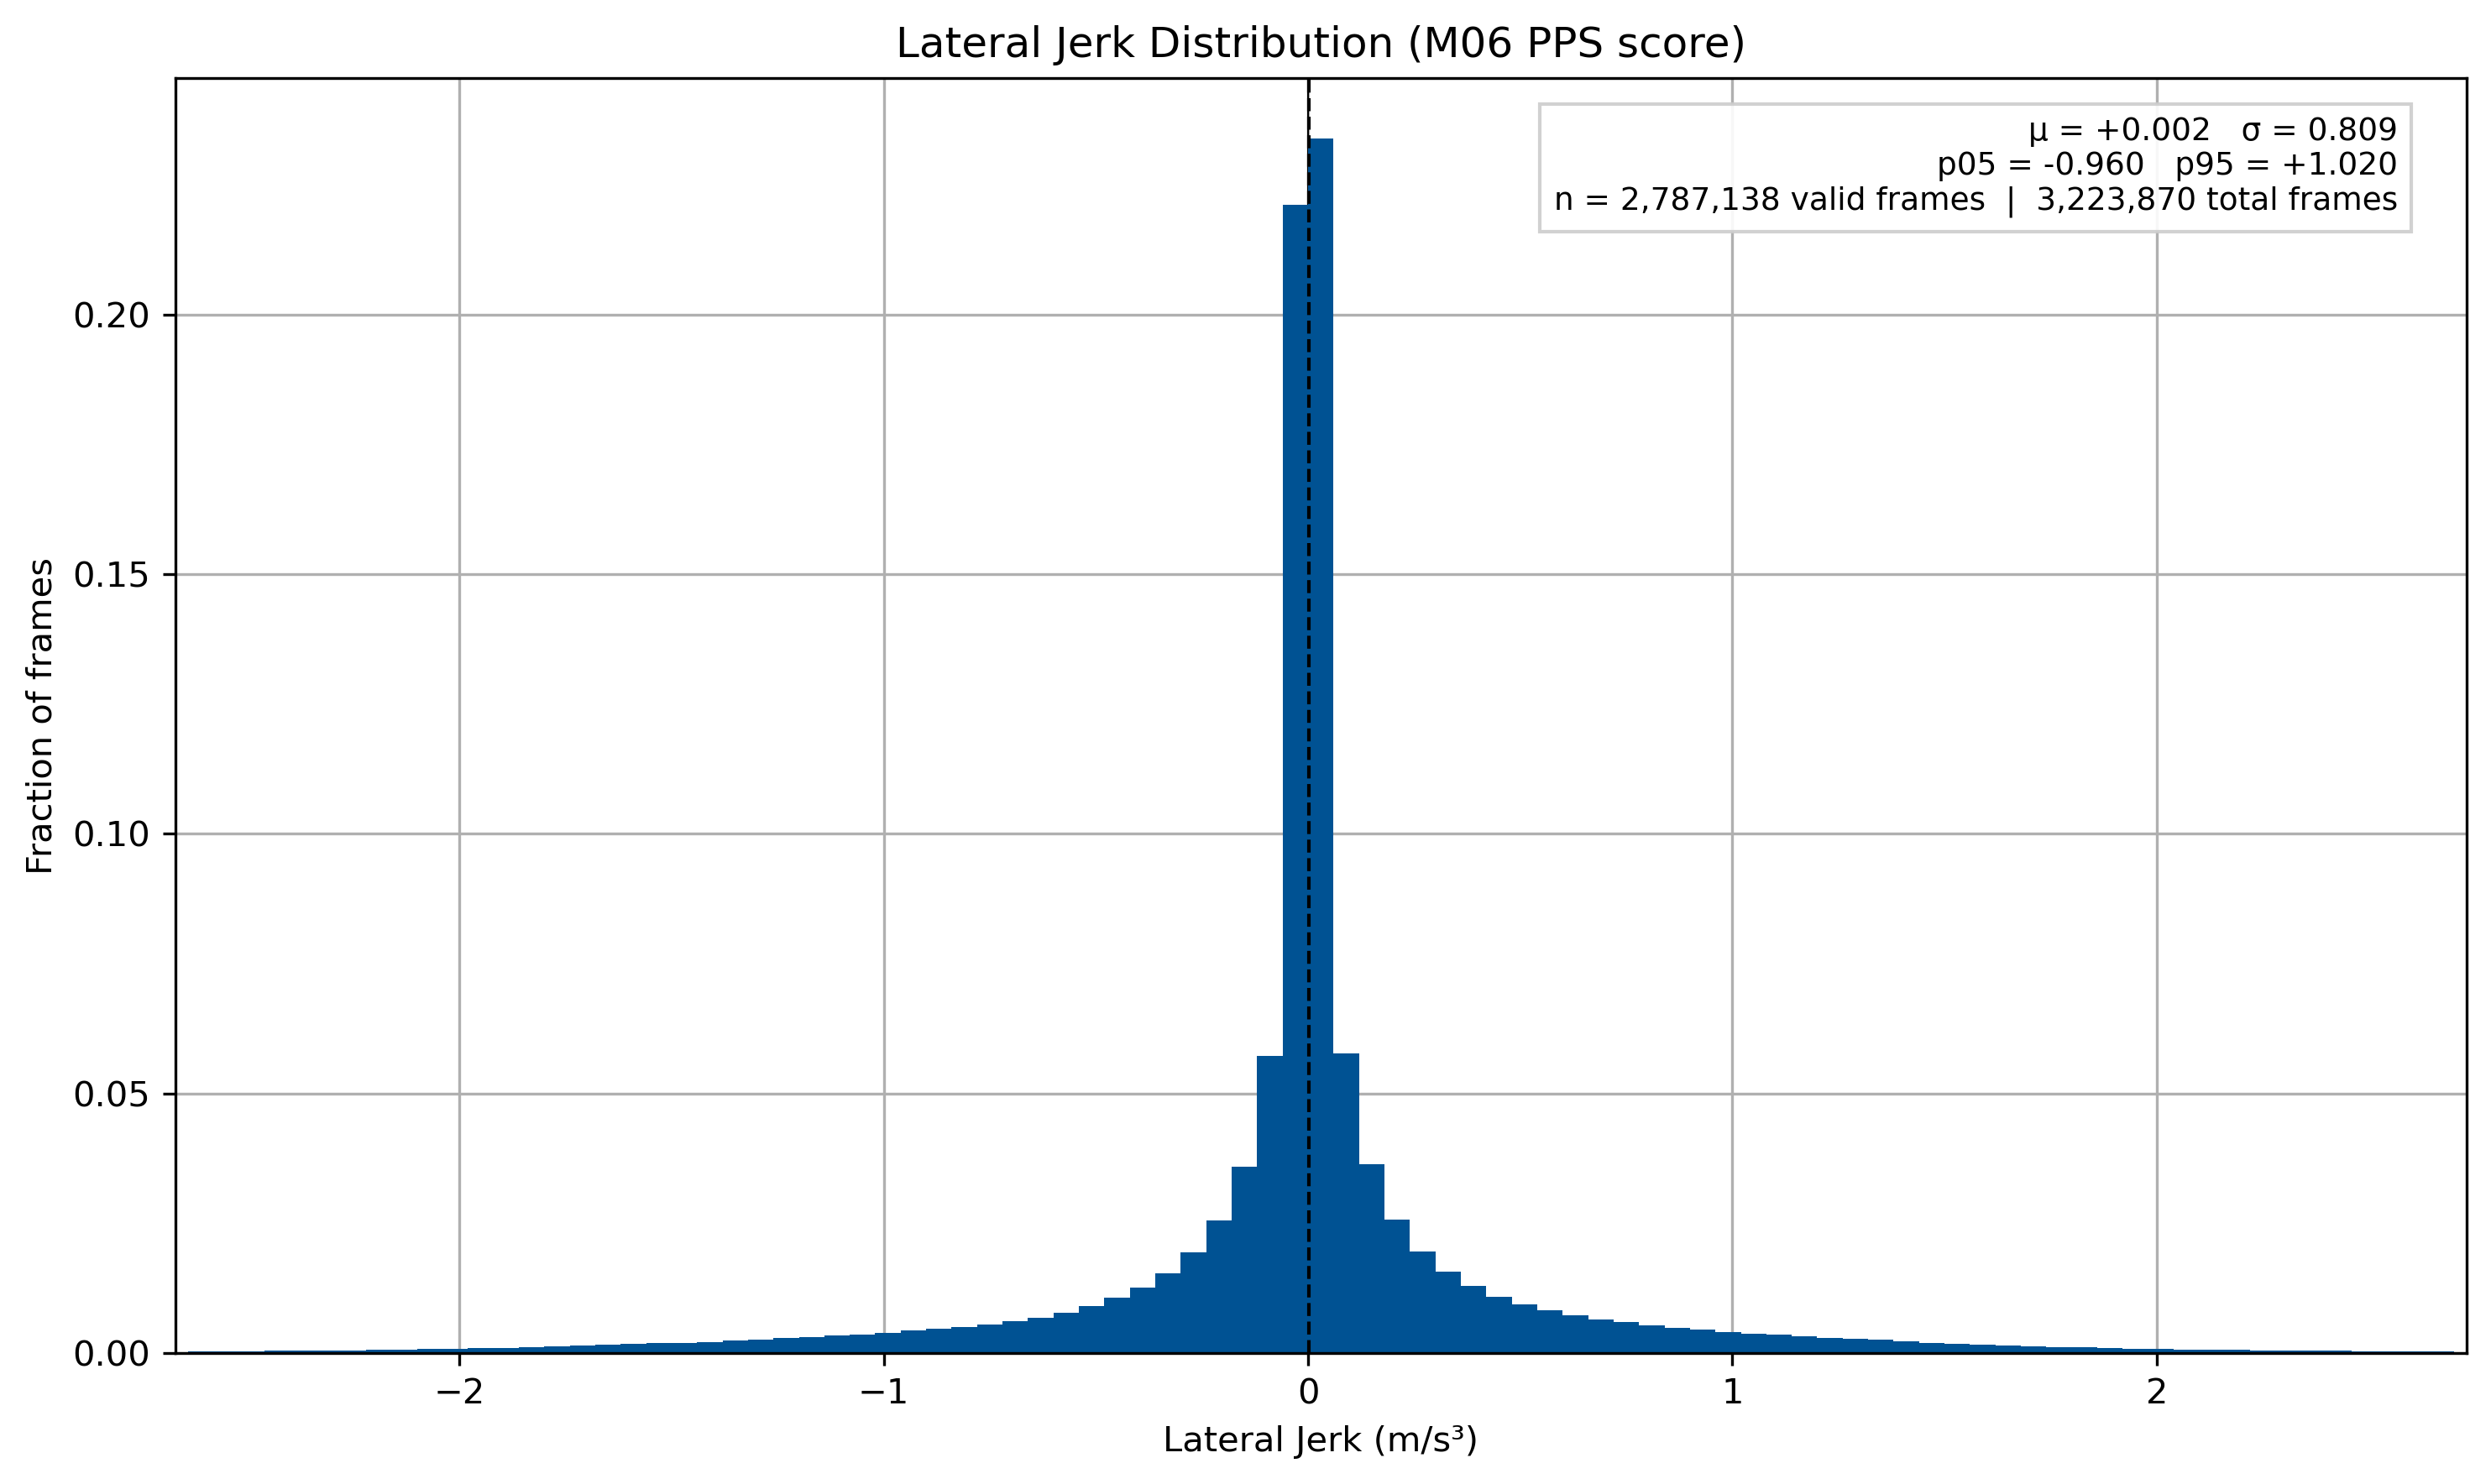 Lateral Jerk Distribution (M06 PPS score)
μ = +0.002   σ = 0.809
p05 = -0.960   p95 = +1.020
n = 2,787,138 valid frames  |  3,223,870 total frames
Fraction of frames
0.20
0.15
0.10
0.05
0.00
−2
−1
0
1
2
Lateral Jerk (m/s³)